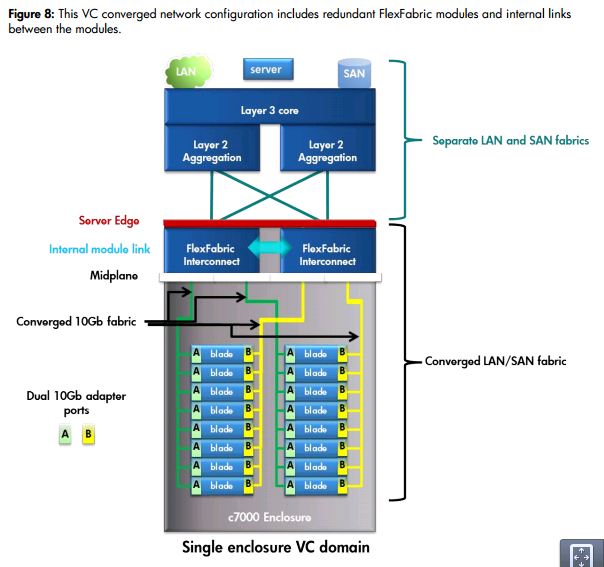 Figure 8: This VC converged network configuration includes redundant FlexFabric modules and internal links
between the modules.
LAN
server
SAN
Layer 3 core
Layer 2
Aggregation
Layer 2
Aggregation
Separate LAN and SAN fabrics
Server Edge
Internal module link
FlexFabric
Interconnect
FlexFabric
Interconnect
Midplane
Converged 10Gb fabric
Converged LAN/SAN fabric
Dual 10Gb adapter
ports
A B
A blade B A blade B
A blade B A blade B
A blade B A blade B
A blade B A blade B
A blade B A blade B
A blade B A blade B
A blade B A blade B
A blade B A blade B
c7000 Enclosure
Single enclosure VC domain